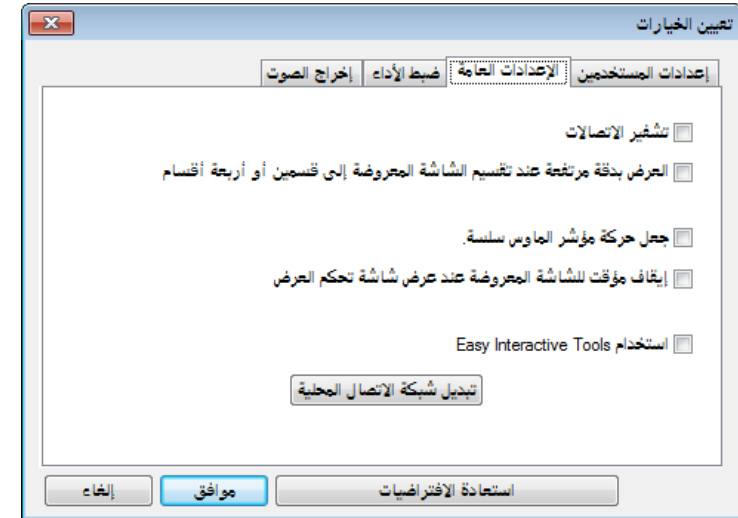 تعيين الخيارات
إعدادات المستخدمين الإعدادات العامة ضبط الأداء إخراج الصوت
تشفير الاتصالات
العرض بدقة مرتفعة عند تقسيم الشاشة المعروضة إلى قسمين أو أربعة أقسام
جعل حركة مؤشر الماوس سلسة.
إيقاف مؤقت للشاشة المعروضة عند عرض شاشة تحكم العرض
استخدام Easy Interactive Tools
تبديل شبكة الاتصال المحلية
استعادة الافتراضيات موافق إلغاء